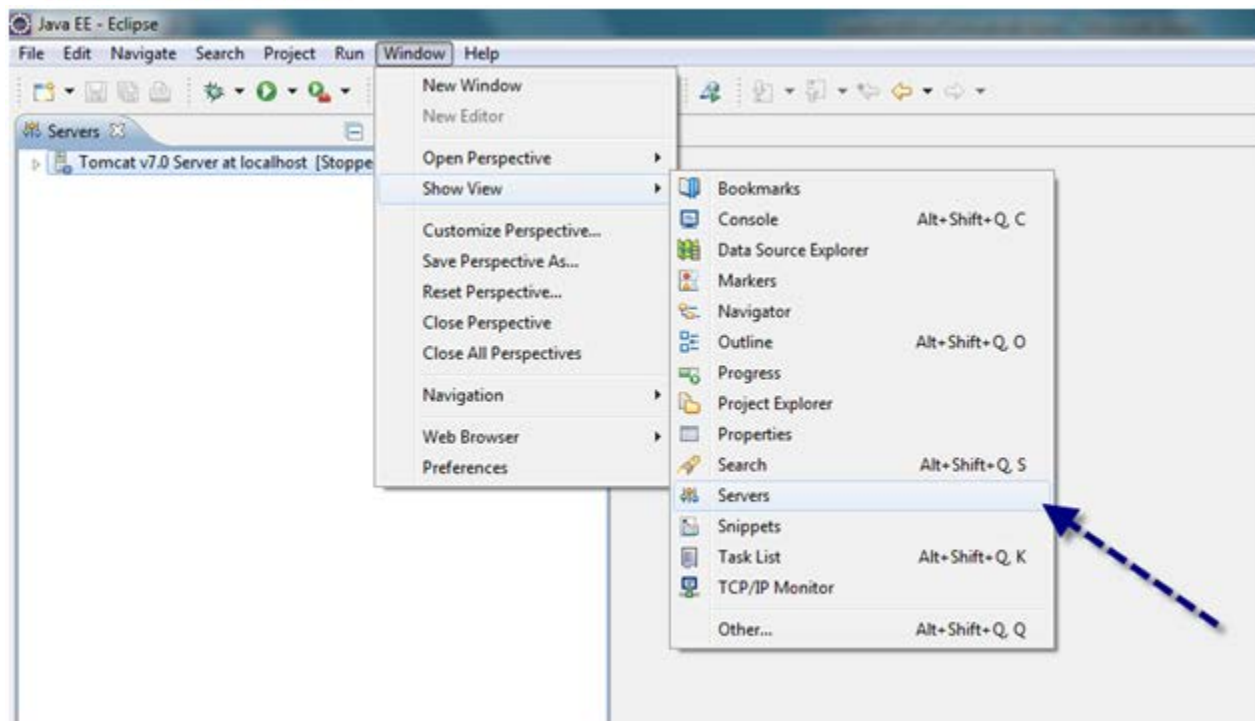 Java EE - Eclipse
File Edit Navigate Search Project Run Window Help
Servers
Tomcat v7.0 Server at localhost [Stoppe
New Window
New Editor
Open Perspective
Show View
Customize Perspective...
Save Perspective As...
Reset Perspective...
Close Perspective
Close All Perspectives
Navigation
Web Browser
Preferences
Bookmarks
Console Alt+Shift+Q, C
Data Source Explorer
Markers
Navigator
Outline Alt+Shift+Q, O
Progress
Project Explorer
Properties
Search Alt+Shift+Q, S
Servers
Snippets
Task List Alt+Shift+Q, K
TCP/IP Monitor
Other... Alt+Shift+Q, Q